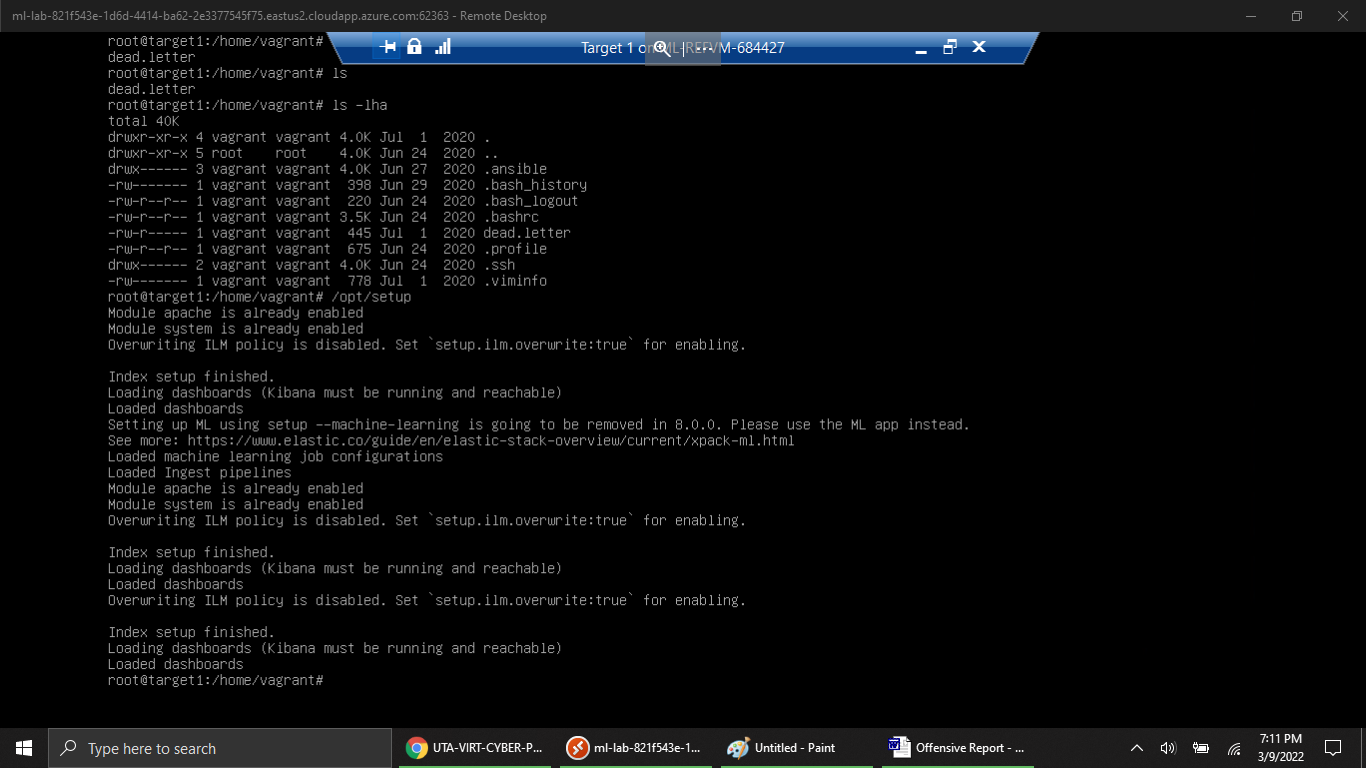 ml-lab-821f543e-1d6d-4414-ba62-2e3377545f75.eastus2.cloudapp.azure.com:62363 - Remote Desktop
root@target1:/home/vagrant#
Target 1 on ML-REFVM-684427
dead.letter
root@target1:/home/vagrant# ls
dead.letter
root@target1:/home/vagrant# ls -lha
total 40K
drwxr-xr-x 4 vagrant vagrant 4.0K Jul  1  2020 .
drwxr-xr-x 5 root    root    4.0K Jun 24  2020 ..
drwx------ 3 vagrant vagrant 4.0K Jun 27  2020 .ansible
-rw------- 1 vagrant vagrant  398 Jun 29  2020 .bash_history
-rw-r--r-- 1 vagrant vagrant  220 Jun 24  2020 .bash_logout
-rw-r--r-- 1 vagrant vagrant 3.5K Jun 24  2020 .bashrc
-rw-r----- 1 vagrant vagrant  445 Jul  1  2020 dead.letter
-rw-r--r-- 1 vagrant vagrant  675 Jun 24  2020 .profile
drwx------ 2 vagrant vagrant 4.0K Jun 24  2020 .ssh
-rw------- 1 vagrant vagrant  778 Jul  1  2020 .viminfo
root@target1:/home/vagrant# /opt/setup
Module apache is already enabled
Module system is already enabled
Overwriting ILM policy is disabled. Set `setup.ilm.overwrite:true` for enabling.
Index setup finished.
Loading dashboards (Kibana must be running and reachable)
Loaded dashboards
Setting up ML using setup --machine-learning is going to be removed in 8.0.0. Please use the ML app instead.
See more: https://www.elastic.co/guide/en/elastic-stack-overview/current/xpack-ml.html
Loaded machine learning job configurations
Loaded Ingest pipelines
Module apache is already enabled
Module system is already enabled
Overwriting ILM policy is disabled. Set `setup.ilm.overwrite:true` for enabling.
Index setup finished.
Loading dashboards (Kibana must be running and reachable)
Loaded dashboards
Overwriting ILM policy is disabled. Set `setup.ilm.overwrite:true` for enabling.
Index setup finished.
Loading dashboards (Kibana must be running and reachable)
Loaded dashboards
root@target1:/home/vagrant#
Type here to search
UTA-VIRT-CYBER-P...
ml-lab-821f543e-1...
Untitled - Paint
Offensive Report - ...
7:11 PM
3/9/2022